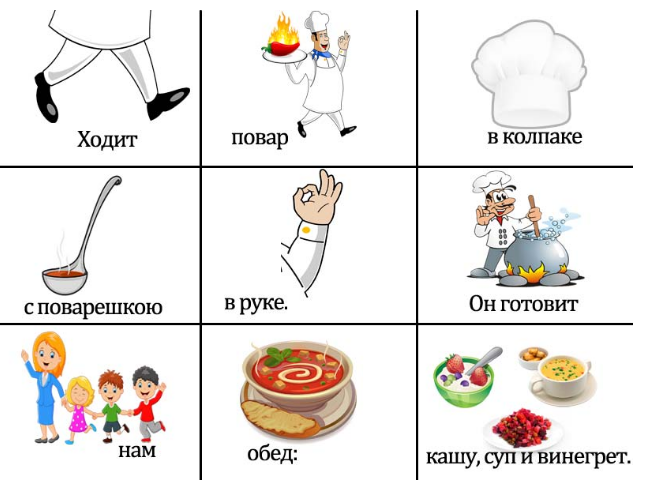 Ходит
повар
в колпаке
с поварешкою
в руке.
Он готовит
нам
обед:
кашу, суп и винегрет.